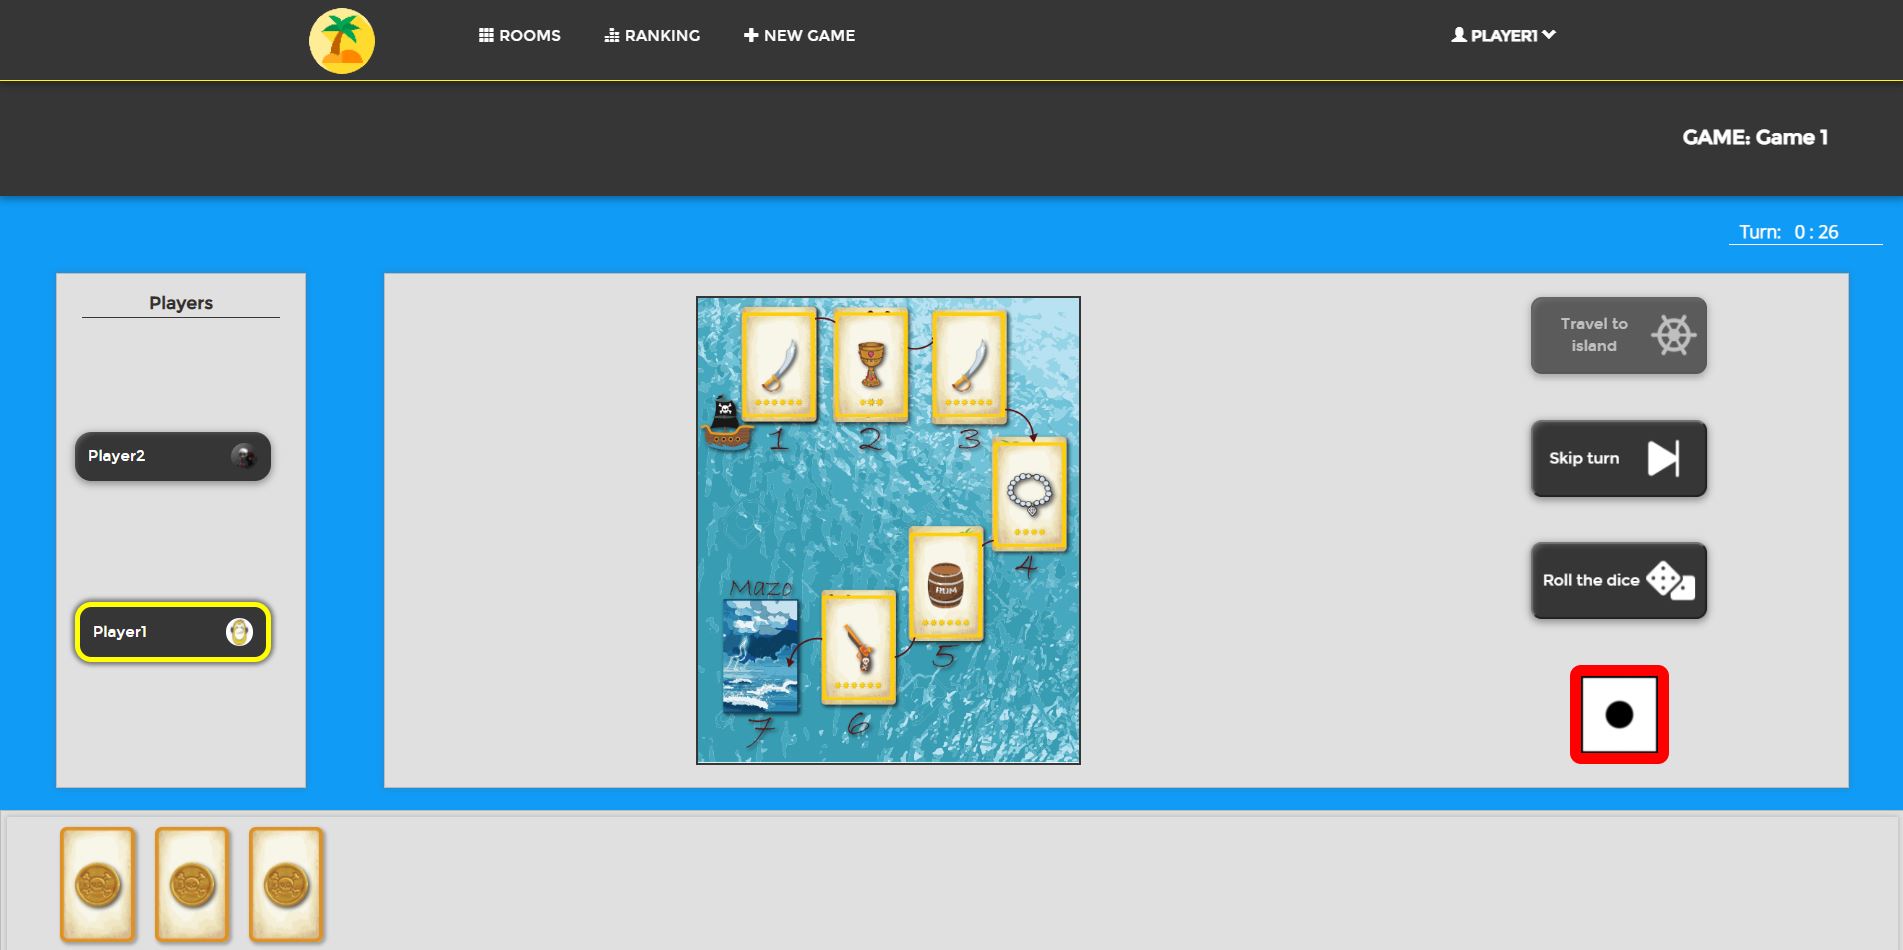 ROOMS
RANKING
NEW GAME
PLAYER1
GAME: Game 1
Turn: 0 : 26
Players
Player2
Player1
1
2
3
4
RUM
5
6
Mazo
7
Travel to
island
Skip turn
Roll the dice